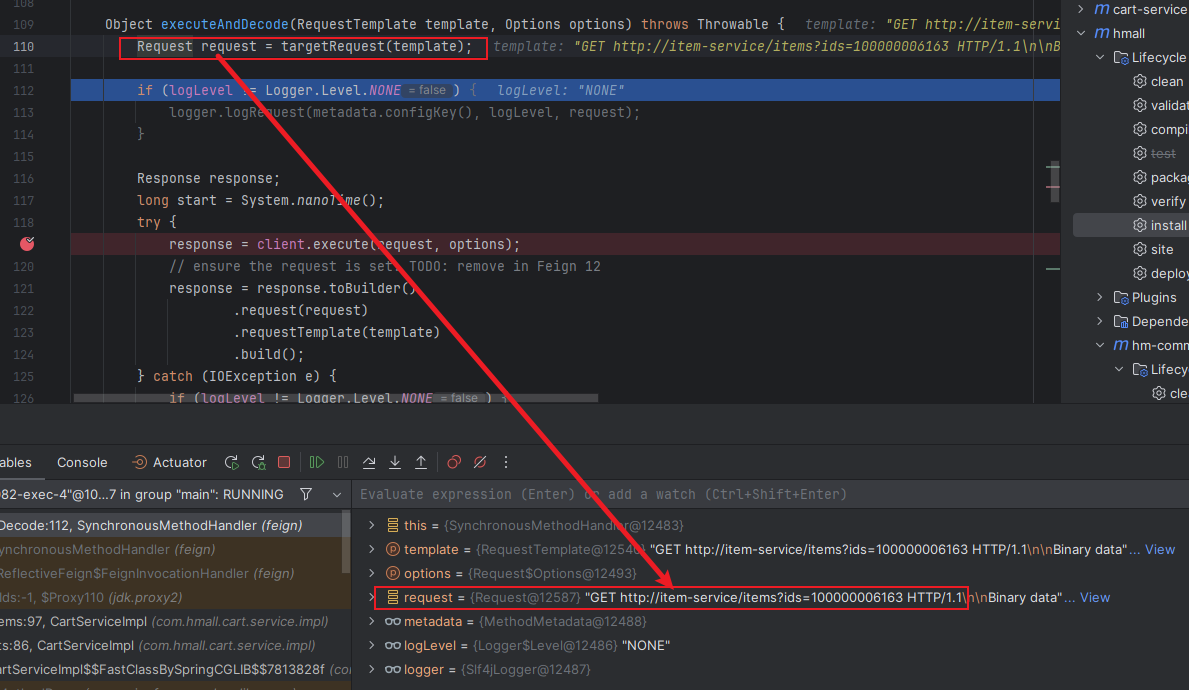 108
109 Object executeAndDecode(RequestTemplate template, Options options) throws Throwable { template: "GET http://item-servi
110 Request request = targetRequest(template); template: "GET http://item-service/items?ids=100000006163 HTTP/1.1\n\nB
111
112 if (logLevel != Logger.Level.NONE = false ) { logLevel: "NONE"
113 logger.logRequest(metadata.configKey(), logLevel, request);
114 }
115
116 Response response;
117 long start = System.nanoTime();
118 try {
response = client.execute(request, options);
120 // ensure the request is set. TODO: remove in Feign 12
121 response = response.toBuilder()
122 .request(request)
123 .requestTemplate(template)
124 .build();
125 } catch (IOException e) {
126 if (logLevel != Logger.Level.NONE = false ) {
cart-service
hmall
Lifecycle
clean
validat
compi
test
packag
verify
install
site
deploy
Plugins
Depende
hm-comm
Lifecyc
cle
ables Console Actuator
082-exec-4"@10...7 in group "main": RUNNING
Evaluate expression (Enter) or add a watch (Ctrl+Shift+Enter)
Decode:112, SynchronousMethodHandler (feign)
ynchronousMethodHandler (feign)
ReflectiveFeign$FeignInvocationHandler (feign)
Ids:-1, $Proxy110 (jdk.proxy2)
ems:97, CartServiceImpl (com.hmall.cart.service.impl)
ts:86, CartServiceImpl (com.hmall.cart.service.impl)
artServiceImpl$$FastClassBySpringCGLIB$$7813828f (co
this = {SynchronousMethodHandler@12483}
template = {RequestTemplate@12540} "GET http://item-service/items?ids=100000006163 HTTP/1.1\n\nBinary data"... View
options = {Request$Options@12493}
request = {Request@12587} "GET http://item-service/items?ids=100000006163 HTTP/1.1\n\nBinary data"... View
metadata = {MethodMetadata@12488}
logLevel = {Logger$Level@12486} "NONE"
logger = {Slf4jLogger@12487}